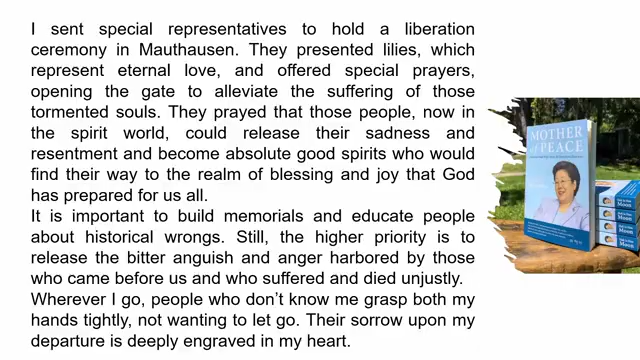 I sent special representatives to hold a liberation
ceremony in Mauthausen. They presented lilies, which
represent eternal love, and offered special prayers,
opening the gate to alleviate the suffering of those
tormented souls. They prayed that those people, now in
the spirit world, could release their sadness and
resentment and become absolute good spirits who would
find their way to the realm of blessing and joy that God
has prepared for us all.
It is important to build memorials and educate people
about historical wrongs. Still, the higher priority is to
release the bitter anguish and anger harbored by those
who came before us and who suffered and died unjustly.
Wherever I go, people who don’t know me grasp both my
hands tightly, not wanting to let go. Their sorrow upon my
departure is deeply engraved in my heart.
MOTHER
of PEACE